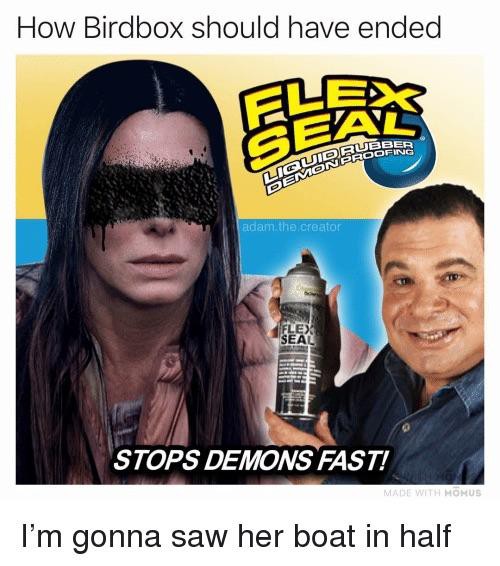 How Birdbox should have ended
FLEX
SEAL
®
LIQUID RUBBER
DEMON PROOFING
adam.the.creator
FLEX
SEAL
STOPS DEMONS FAST!
MADE WITH MOMUS
I’m gonna saw her boat in half